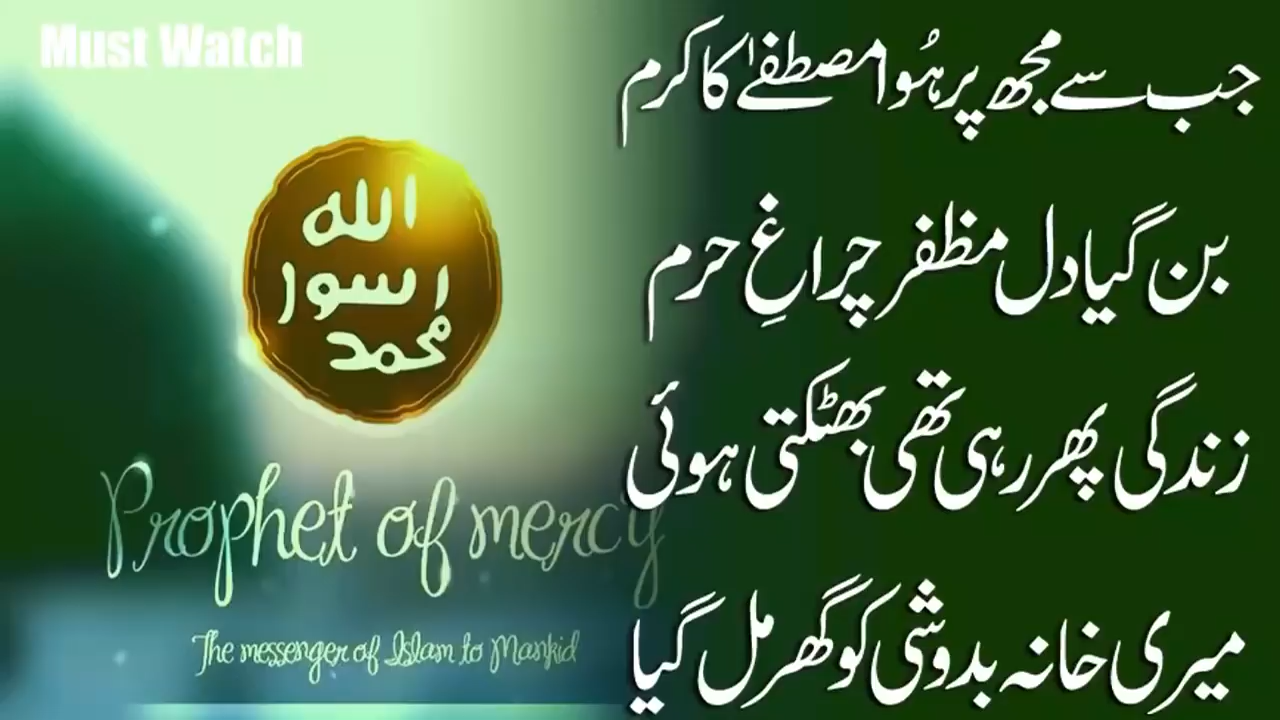 Must Watch
الله
رسول
محمد
Prophet of mercy
The messenger of Islam to Mankid
جب سے مجھ پر ہُوا مصطفےٰ کا کرم
بن گیا دل مظفر چراغِ حرم
زندگی پھر رہی تھی بھٹکتی ہوئی
میری خانہ بدوشی کو گھر مل گیا